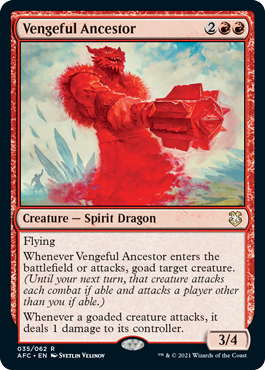 Vengeful Ancestor 2
Creature — Spirit Dragon
Flying
Whenever Vengeful Ancestor enters the
battlefield or attacks, goad target creature.
(Until your next turn, that creature attacks
each combat if able and attacks a player other
than you if able.)
Whenever a goaded creature attacks, it
deals 1 damage to its controller.
3/4
035/062 R
AFC • EN Svetlin Velinov
™ & © 2021 Wizards of the Coast